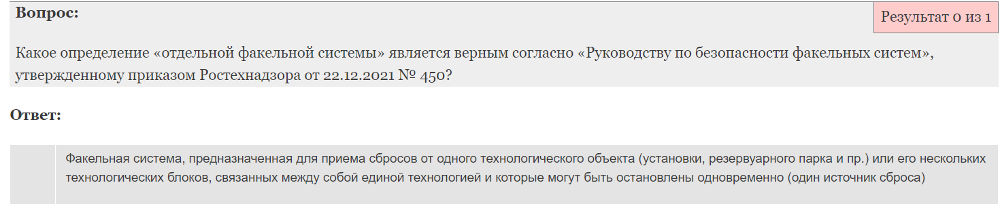 Вопрос:
Результат 0 из 1
Какое определение «отдельной факельной системы» является верным согласно «Руководству по безопасности факельных систем»,
утвержденному приказом Ростехнадзора от 22.12.2021 № 450?
Ответ:
Факельная система, предназначенная для приема сбросов от одного технологического объекта (установки, резервуарного парка и пр.) или его нескольких
технологических блоков, связанных между собой единой технологией и которые могут быть остановлены одновременно (один источник сброса)